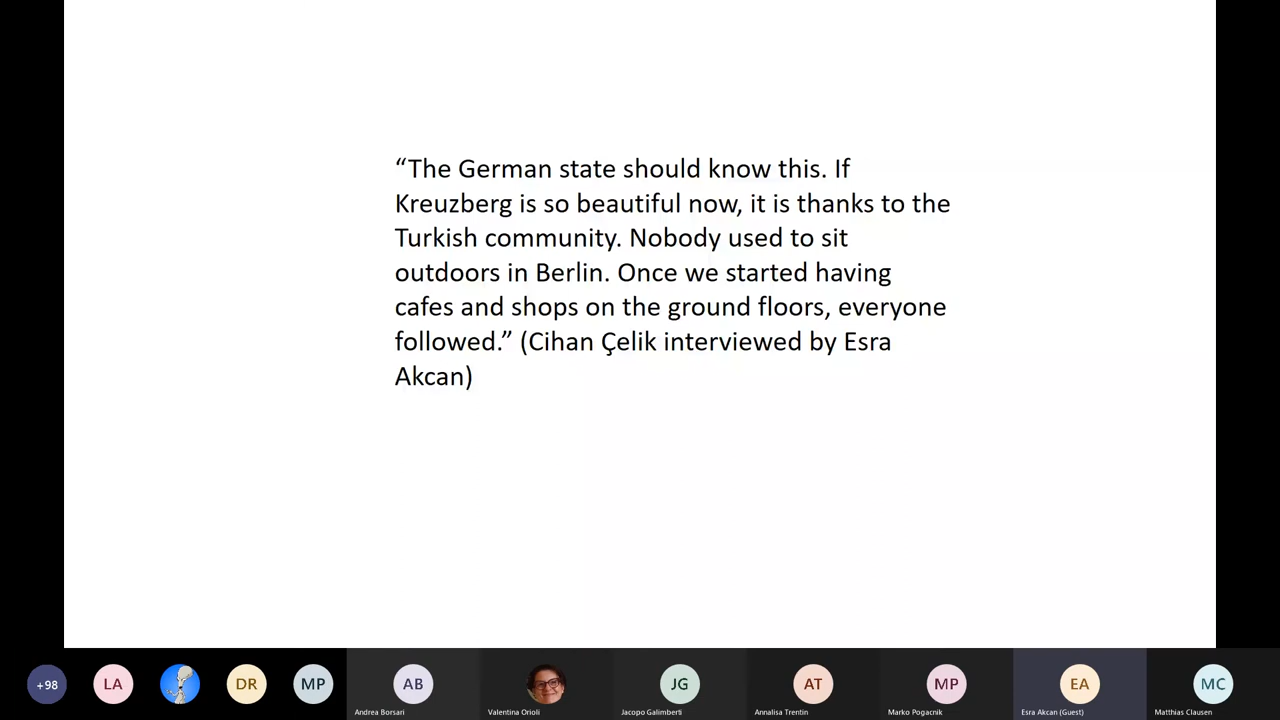 “The German state should know this. If
Kreuzberg is so beautiful now, it is thanks to the
Turkish community. Nobody used to sit
outdoors in Berlin. Once we started having
cafes and shops on the ground floors, everyone
followed.” (Cihan Çelik interviewed by Esra
Akcan)
+98
LA
DR
MP
AB
JG
AT
MP
EA
MC
Andrea Borsari
Valentina Orioli
Jacopo Galimberti
Annalisa Trentin
Marko Pogacnik
Esra Akcan (Guest)
Matthias Clausen